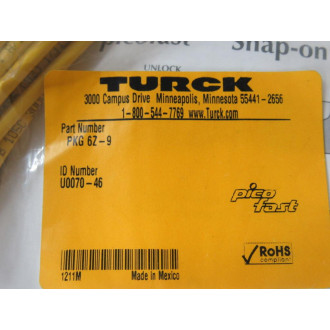 picofast
Snap-on
UNLOCK
TURCK
3000 Campus Drive Minneapolis, Minnesota 55441-2656
1-800-544-7769 www.Turck.com
Part Number
PKG 6Z-9
ID Number
U0070-46
pico
fast
RoHS
compliant
1211M
Made in Mexico